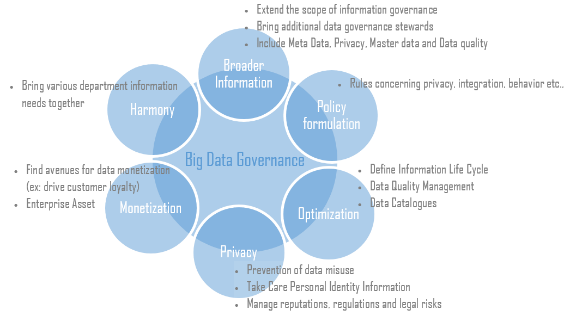 • Extend the scope of information governance
• Bring additional data governance stewards
• Include Meta Data, Privacy, Master data and Data quality
Broader
Information
• Rules concerning privacy, integration, behavior etc..
Policy
formulation
• Define Information Life Cycle
• Data Quality Management
• Data Catalogues
Optimization
Privacy
• Prevention of data misuse
• Take Care Personal Identity Information
• Manage reputations, regulations and legal risks
• Find avenues for data monetization
(ex: drive customer loyalty)
• Enterprise Asset
Monetization
• Bring various department information
needs together
Harmony
Big Data Governance